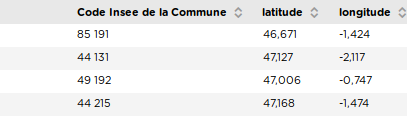 Code Insee de la Commune latitude longitude
85 191 46,671 -1,424
44 131 47,127 -2,117
49 192 47,006 -0,747
44 215 47,168 -1,474